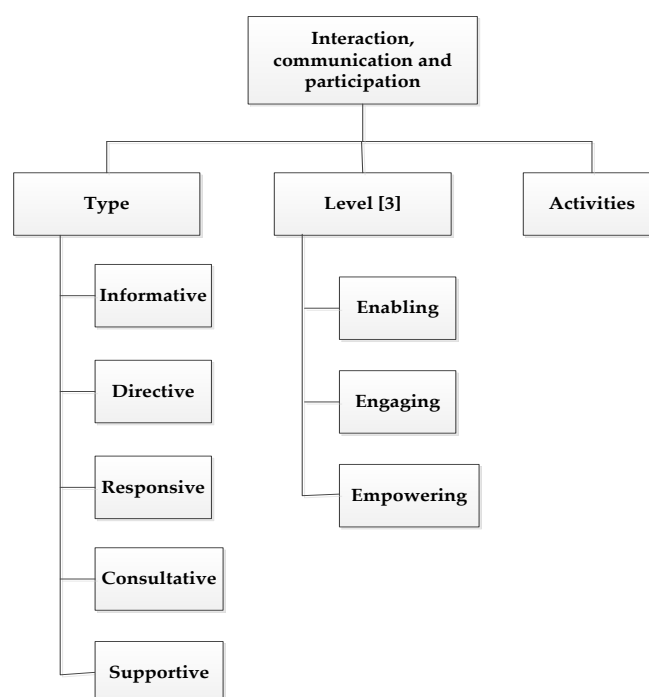 Interaction,
communication and
participation
Type
Level [3]
Activities
Informative
Directive
Responsive
Consultative
Supportive
Enabling
Engaging
Empowering